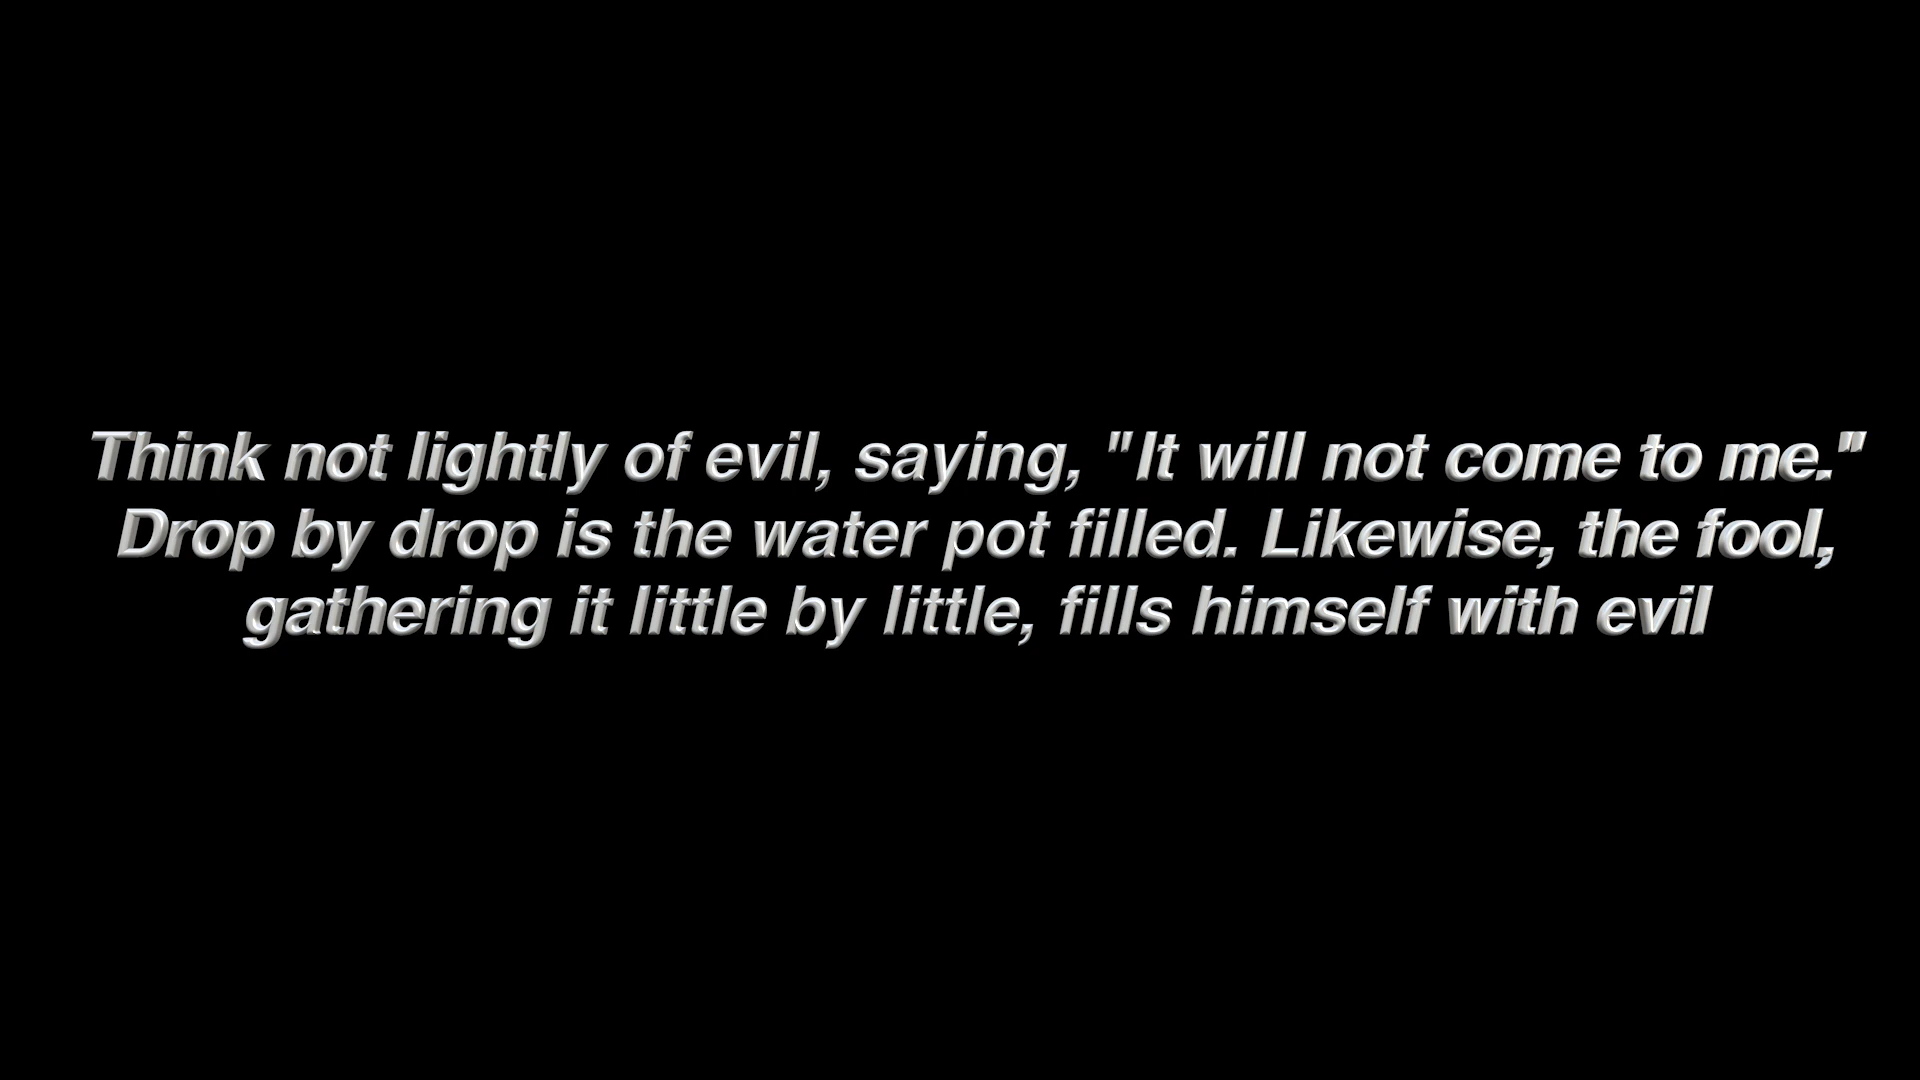 Think not lightly of evil, saying, "It will not come to me."
Drop by drop is the water pot filled. Likewise, the fool,
gathering it little by little, fills himself with evil